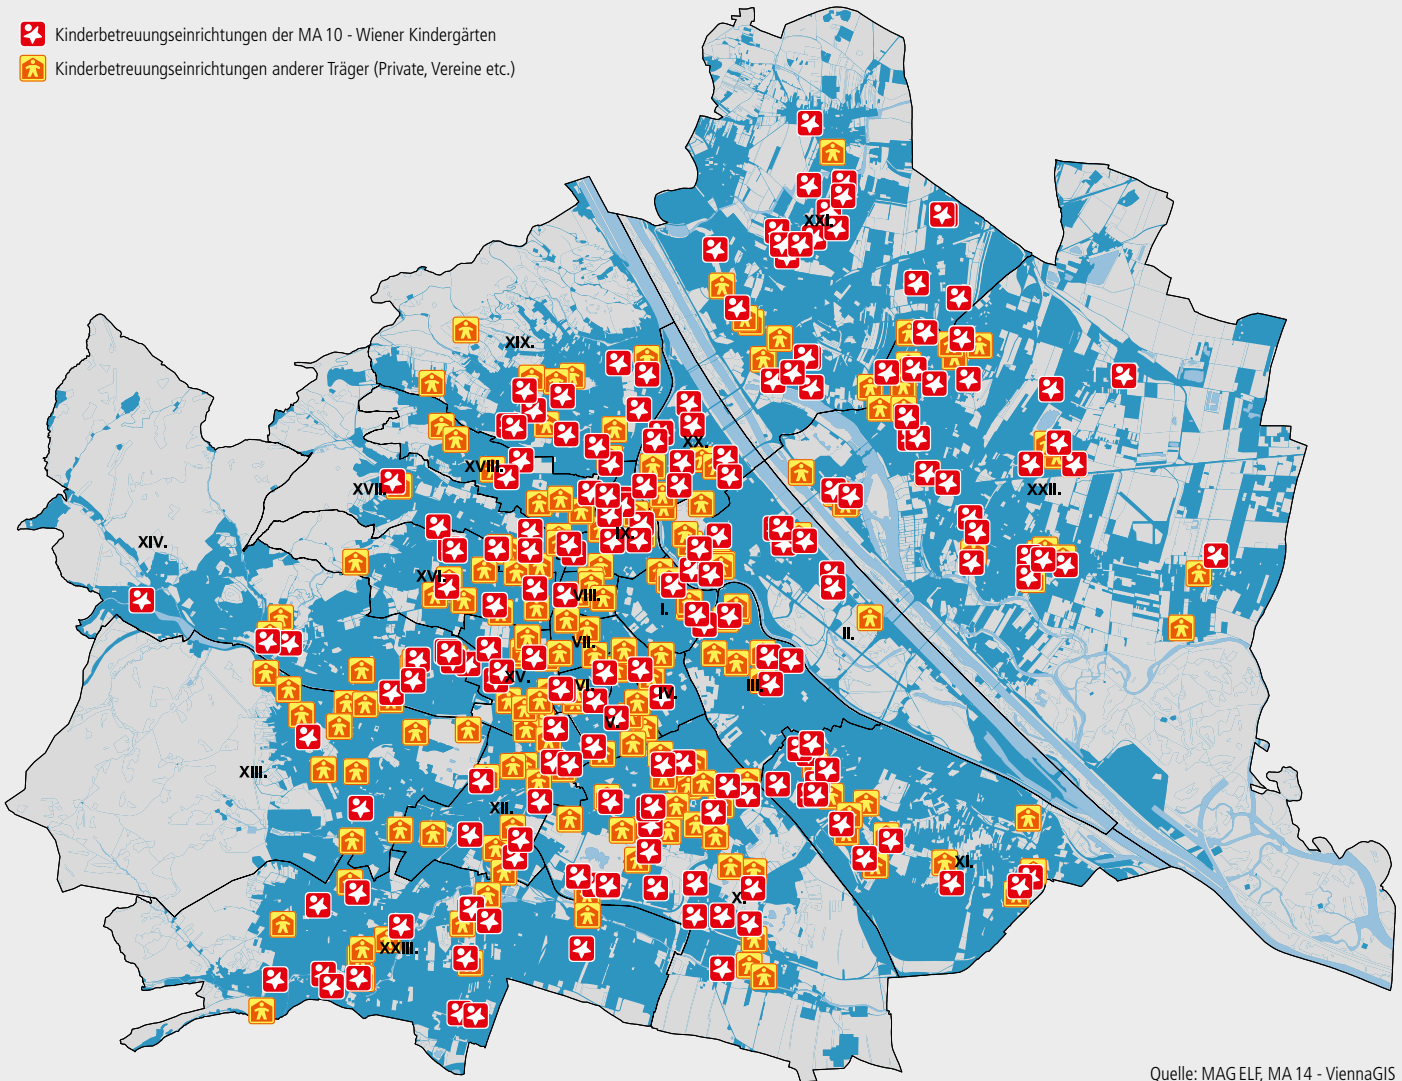 Kinderbetreuungseinrichtungen der MA 10 - Wiener Kindergärten
Kinderbetreuungseinrichtungen anderer Träger (Private, Vereine etc.)
XXI.
XIX.
XX.
XVIII.
XVII.
XXII.
IX.
XIV.
XVI.
VIII.
I.
II.
VII.
XV.
VI.
IV.
III.
V.
XIII.
XII.
XI.
X.
XXIII.
Quelle: MAG ELF, MA 14 - ViennaGIS